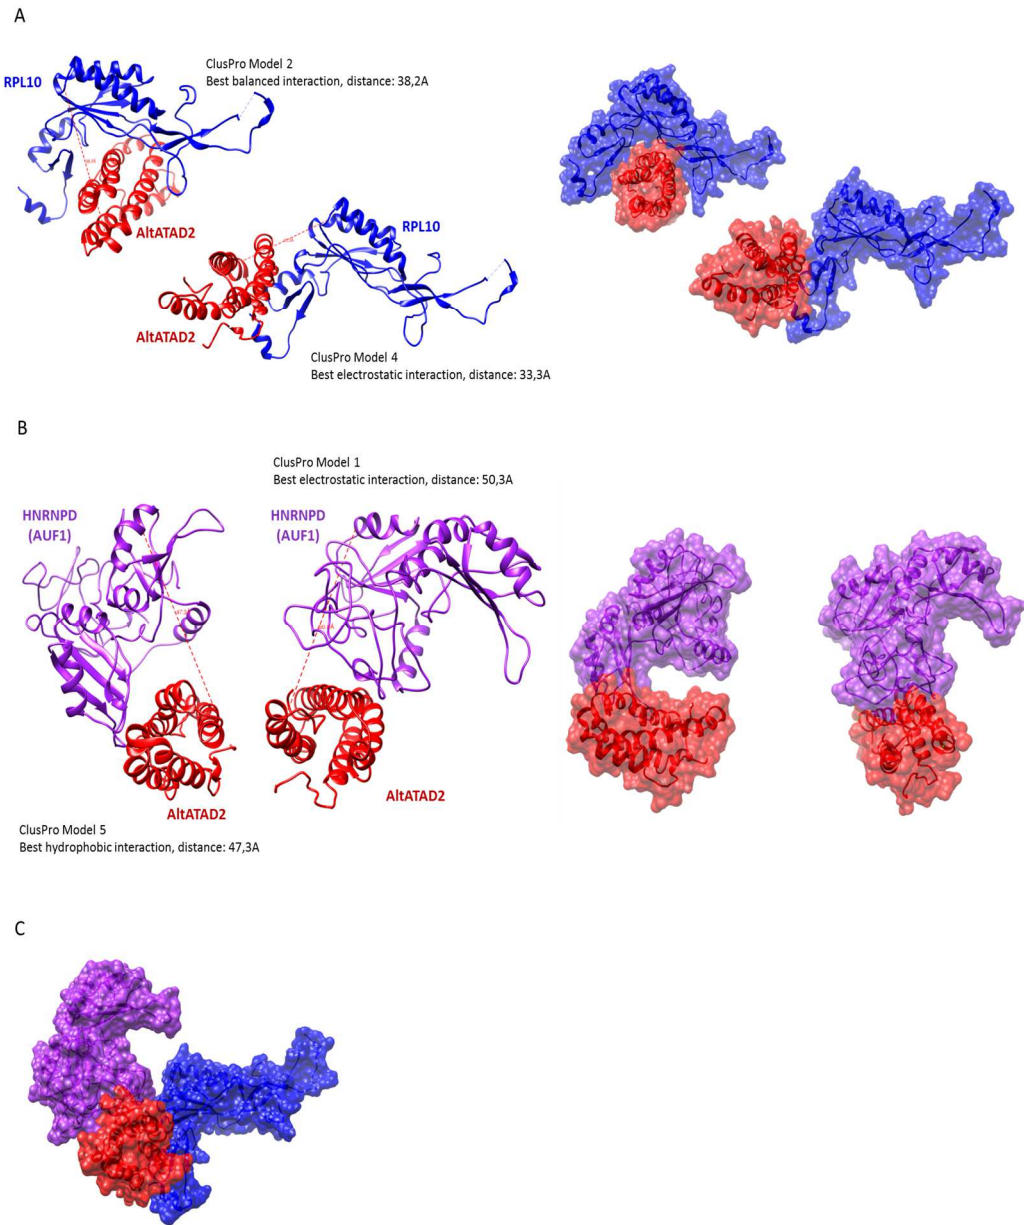 A
ClusPro Model 2
Best balanced interaction, distance: 38,2A
RPL10
AltATAD2
RPL10
AltATAD2
ClusPro Model 4
Best electrostatic interaction, distance: 33,3A
B
ClusPro Model 1
Best electrostatic interaction, distance: 50,3A
HNRNPD
(AUF1)
HNRNPD
(AUF1)
AltATAD2
AltATAD2
ClusPro Model 5
Best hydrophobic interaction, distance: 47,3A
C